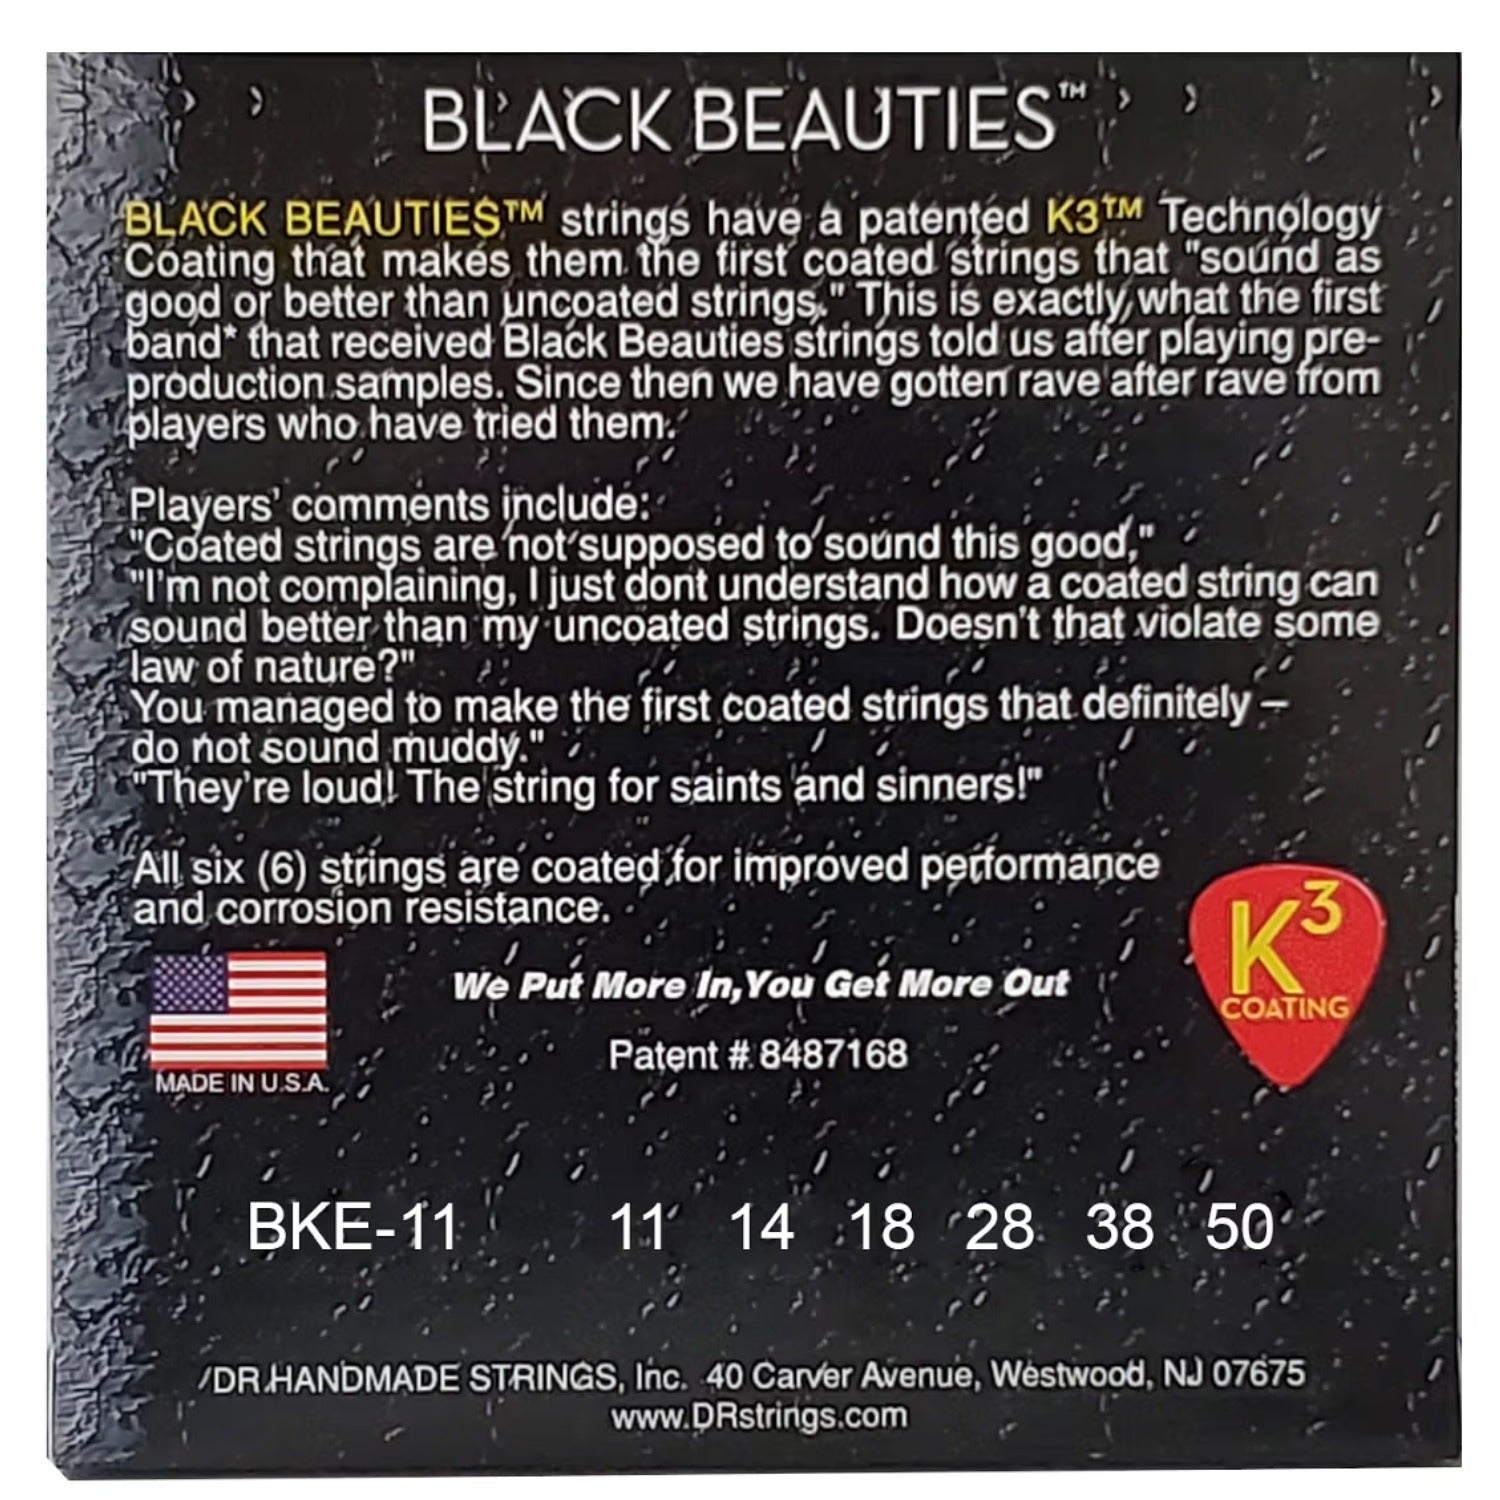 BLACK BEAUTIES™
BLACK BEAUTIES™ strings have a patented K3™ Technology
Coating that makes them the first coated strings that "sound as
good or better than uncoated strings." This is exactly what the first
band* that received Black Beauties strings told us after playing pre-
production samples. Since then we have gotten rave after rave from
players who have tried them.
Players' comments include:
"Coated strings are not supposed to sound this good,"
"I'm not complaining, I just dont understand how a coated string can
sound better than my uncoated strings. Doesn't that violate some
law of nature?"
You managed to make the first coated strings that definitely –
do not sound muddy."
"They're loud! The string for saints and sinners!"
All six (6) strings are coated for improved performance
and corrosion resistance.
K3
COATING
We Put More In, You Get More Out
Patent # 8487168
MADE IN U.S.A.
BKE-11 11 14 18 28 38 50
DR HANDMADE STRINGS, Inc. 40 Carver Avenue, Westwood, NJ 07675
www.DRstrings.com